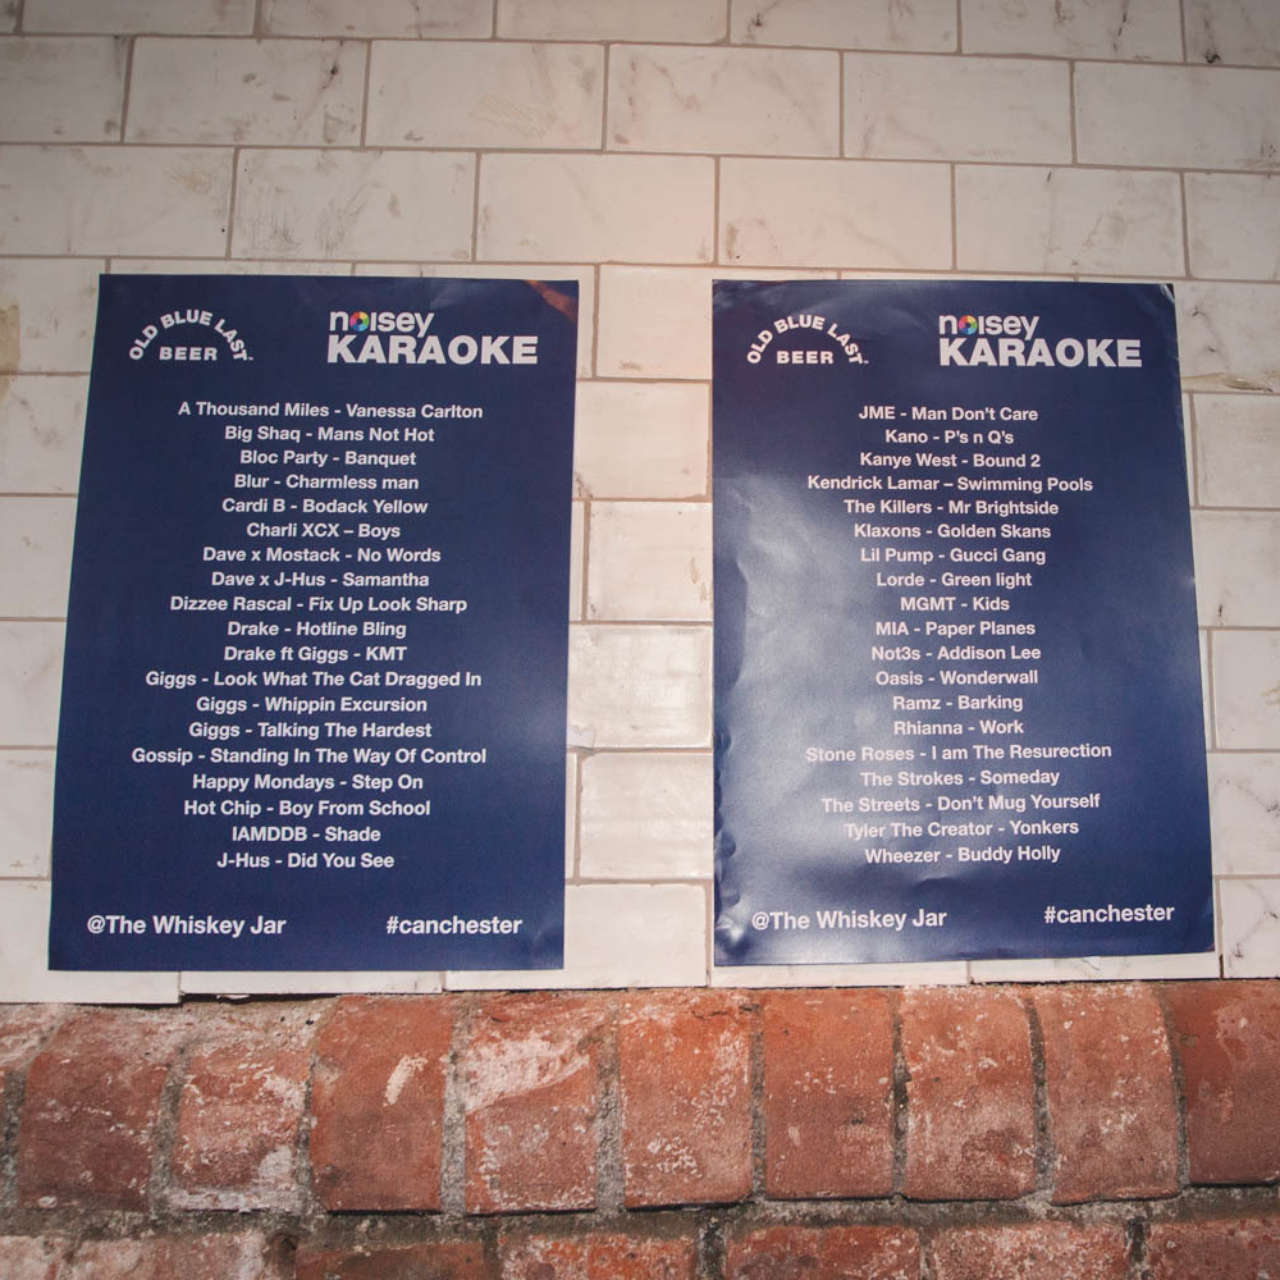 OLD BLUE LAST
BEER
noisey
KARAOKE
A Thousand Miles - Vanessa Carlton
Big Shaq - Mans Not Hot
Bloc Party - Banquet
Blur - Charmless man
Cardi B - Bodack Yellow
Charli XCX – Boys
Dave x Mostack - No Words
Dave x J-Hus - Samantha
Dizzee Rascal - Fix Up Look Sharp
Drake - Hotline Bling
Drake ft Giggs - KMT
Giggs - Look What The Cat Dragged In
Giggs - Whippin Excursion
Giggs - Talking The Hardest
Gossip - Standing In The Way Of Control
Happy Mondays - Step On
Hot Chip - Boy From School
IAMDDB - Shade
J-Hus - Did You See
@The Whiskey Jar
#canchester
OLD BLUE LAST
BEER
noisey
KARAOKE
JME - Man Don't Care
Kano - P's n Q's
Kanye West - Bound 2
Kendrick Lamar – Swimming Pools
The Killers - Mr Brightside
Klaxons - Golden Skans
Lil Pump - Gucci Gang
Lorde - Green light
MGMT - Kids
MIA - Paper Planes
Not3s - Addison Lee
Oasis - Wonderwall
Ramz - Barking
Rhianna - Work
Stone Roses - I am The Resurection
The Strokes - Someday
The Streets - Don't Mug Yourself
Tyler The Creator - Yonkers
Wheezer - Buddy Holly
@The Whiskey Jar
#canchester